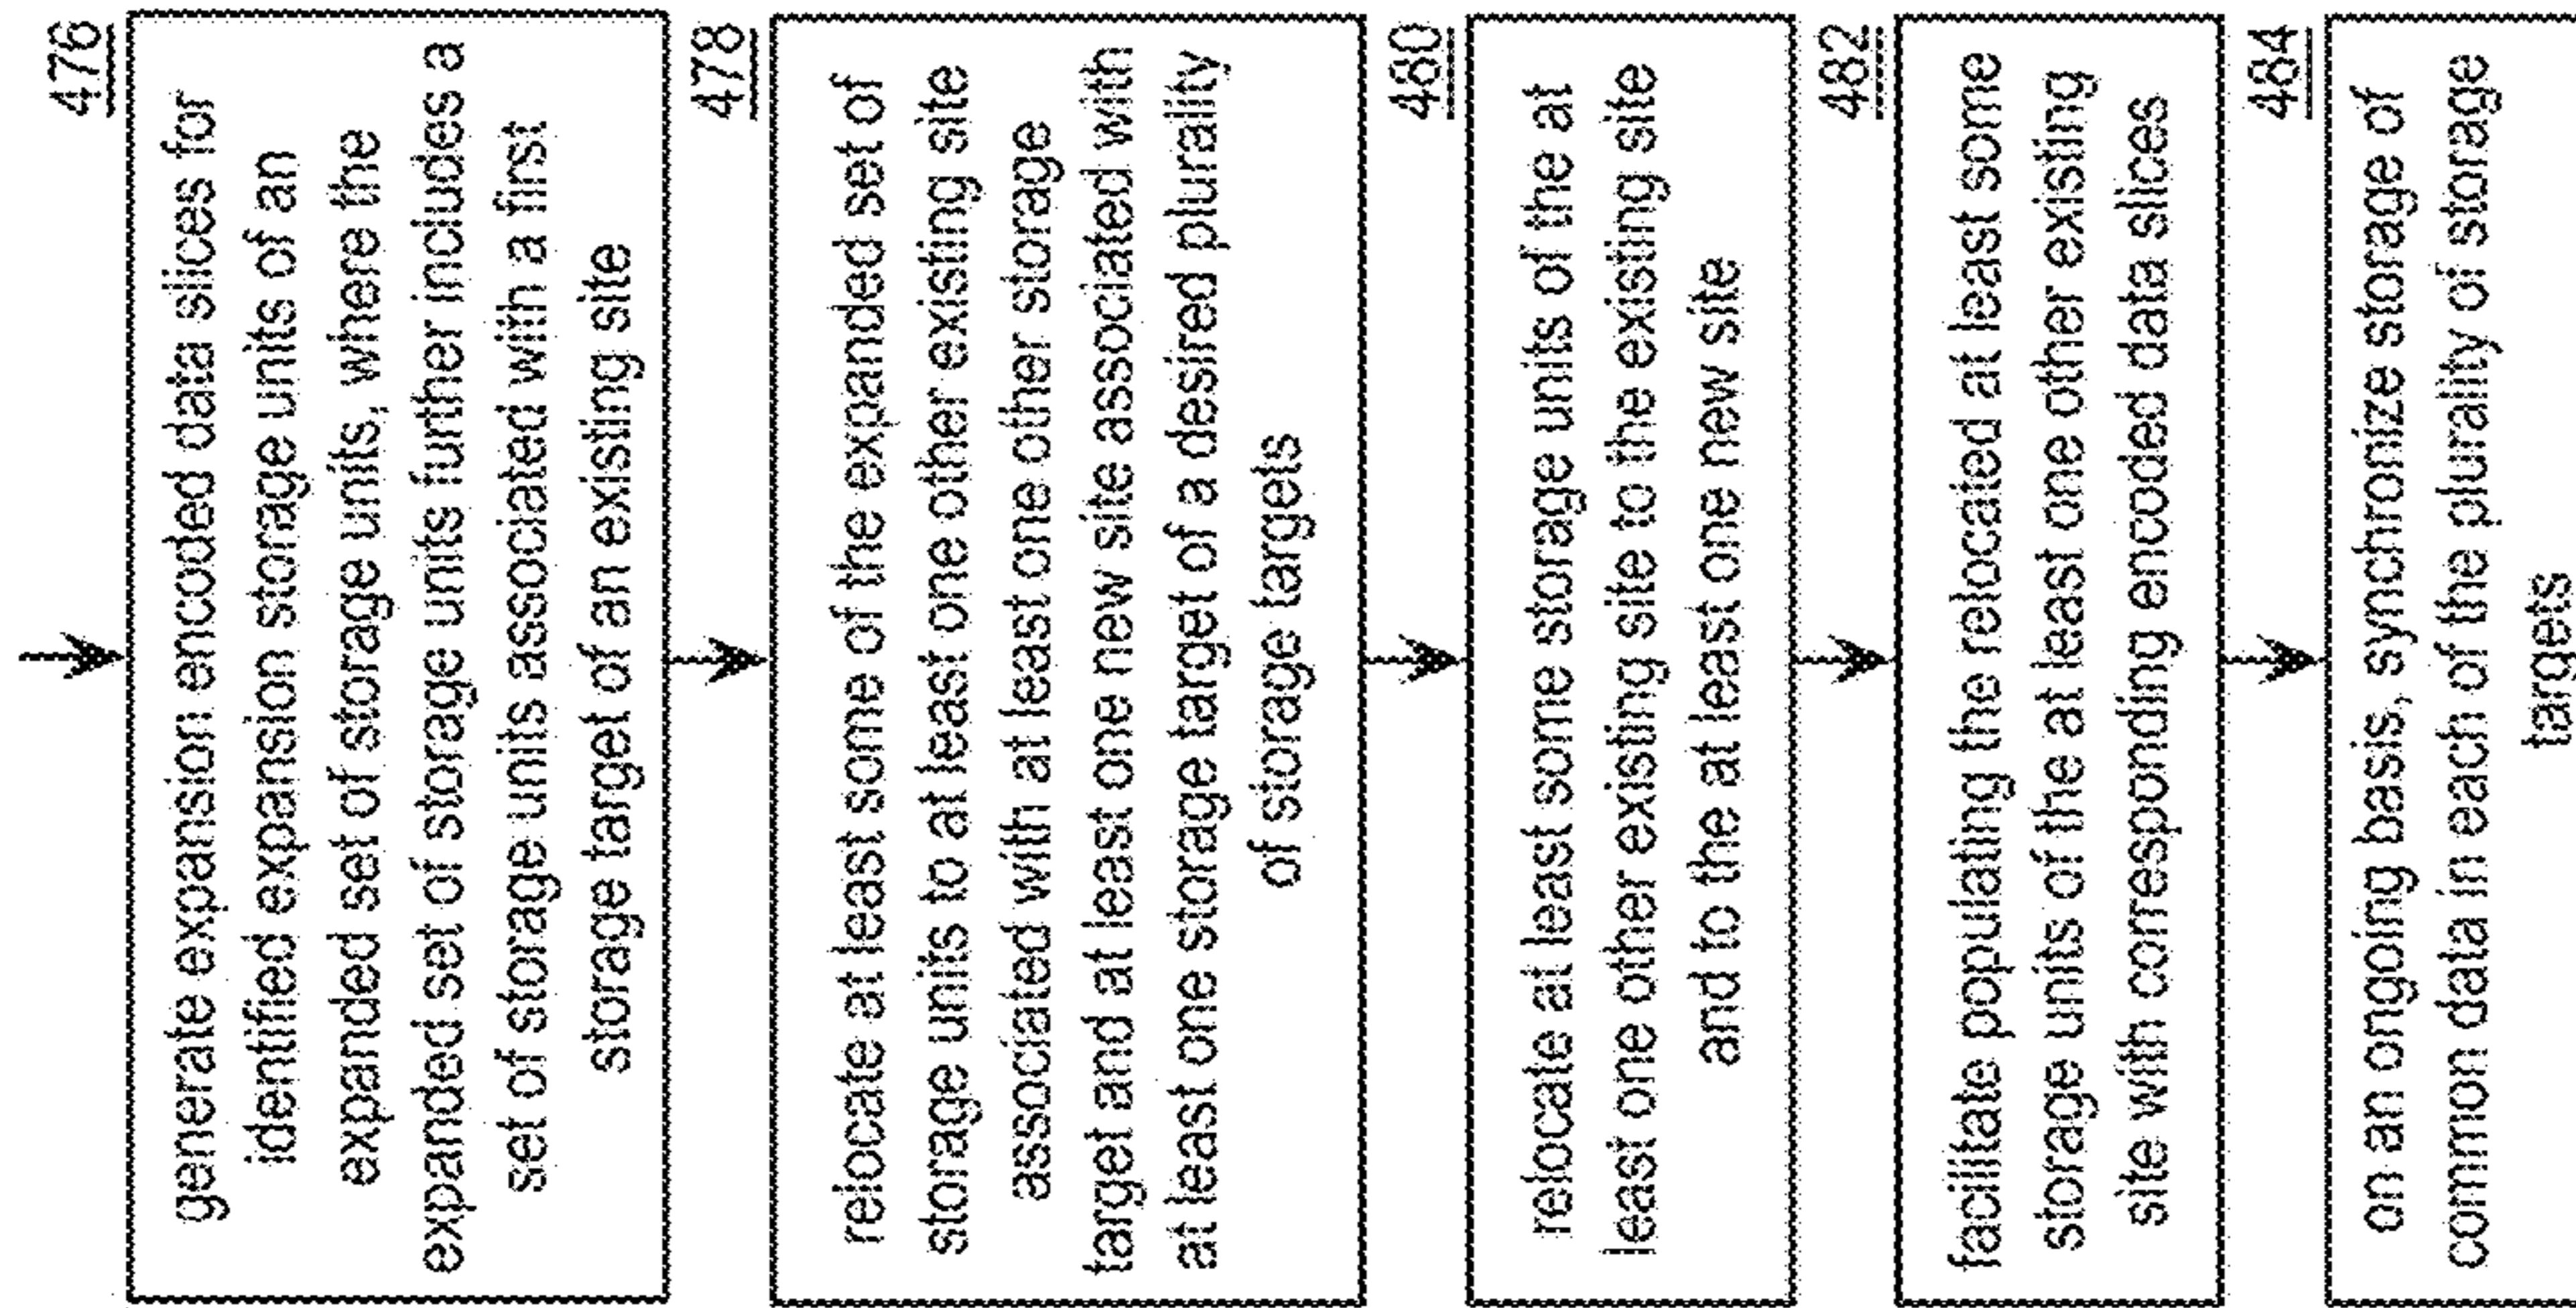 476
generate expansion encoded data slices for
identified expansion storage units of an
expanded set of storage units, where the
expanded set of storage units further includes a
set of storage units associated with a first
storage target of an existing site
478
relocate at least some of the expanded set of
storage units to at least one other existing site
associated with at least one other storage
target and at least one new site associated with
at least one storage target of a desired plurality
of storage targets
480
relocate at least some storage units of the at
least one other existing site to the existing site
and to the at least one new site
482
facilitate populating the relocated at least some
storage units of the at least one other existing
site with corresponding encoded data slices
484
on an ongoing basis, synchronize storage of
common data in each of the plurality of storage
targets